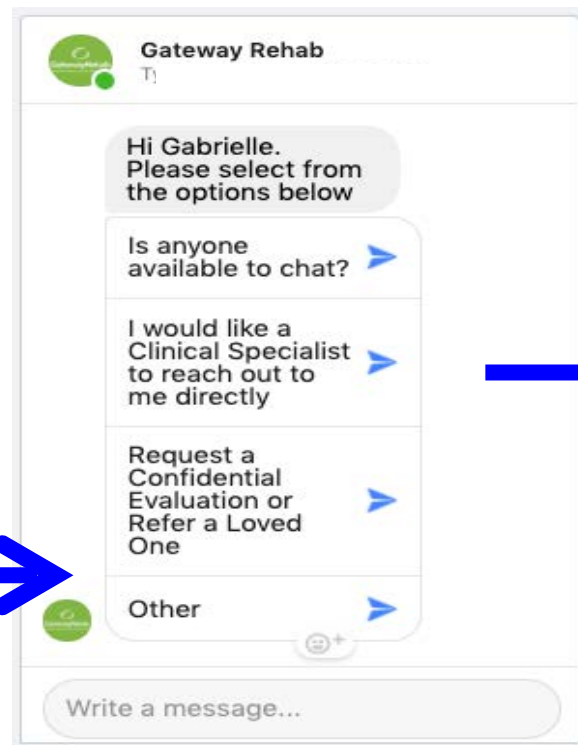 Gateway Rehab
Hi Gabrielle.
Please select from
the options below
Is anyone
available to chat?
I would like a
Clinical Specialist
to reach out to
me directly
Request a
Confidential
Evaluation or
Refer a Loved
One
Other
Write a message...